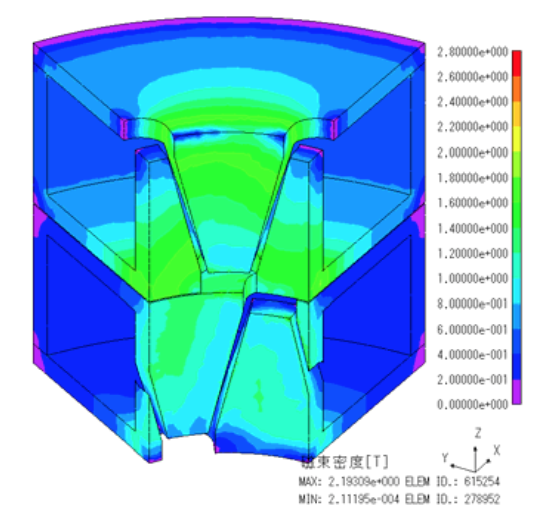 2.80000e+000
2.60000e+000
2.40000e+000
2.20000e+000
2.00000e+000
1.80000e+000
1.60000e+000
1.40000e+000
1.20000e+000
1.00000e+000
8.00000e-001
6.00000e-001
4.00000e-001
2.00000e-001
0.00000e+000
Z
Y
X
磁束密度[T]
MAX: 2.19309e+000 ELEM ID.: 615254
MIN: 2.11195e-004 ELEM ID.: 278952